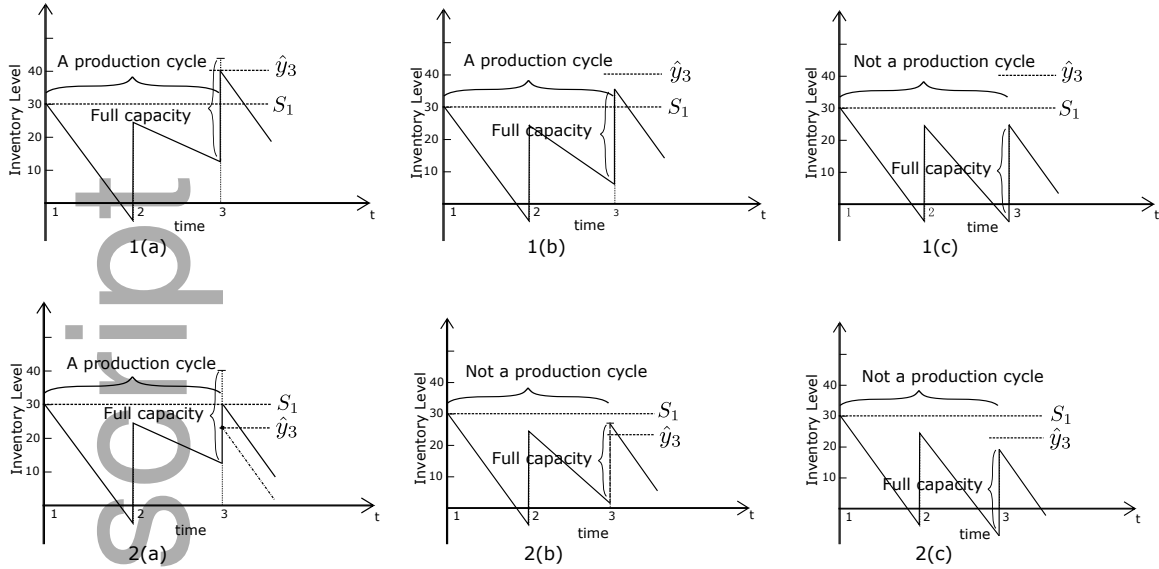 A production cycle
ŷ₃
S₁
Full capacity
Inventory Level
40
30
20
10
1
2
3
t
time
1(a)
A production cycle
ŷ₃
S₁
Full capacity
Inventory Level
40
30
20
10
1
2
3
t
time
1(b)
Not a production cycle
ŷ₃
S₁
Full capacity
Inventory Level
40
30
20
10
1
2
3
t
time
1(c)
A production cycle
S₁
ŷ₃
Full capacity
Inventory Level
40
30
20
10
1
2
3
t
time
2(a)
Not a production cycle
S₁
ŷ₃
Full capacity
Inventory Level
40
30
20
10
1
2
3
t
time
2(b)
Not a production cycle
S₁
ŷ₃
Full capacity
Inventory Level
40
30
20
10
1
2
3
t
time
2(c)
script